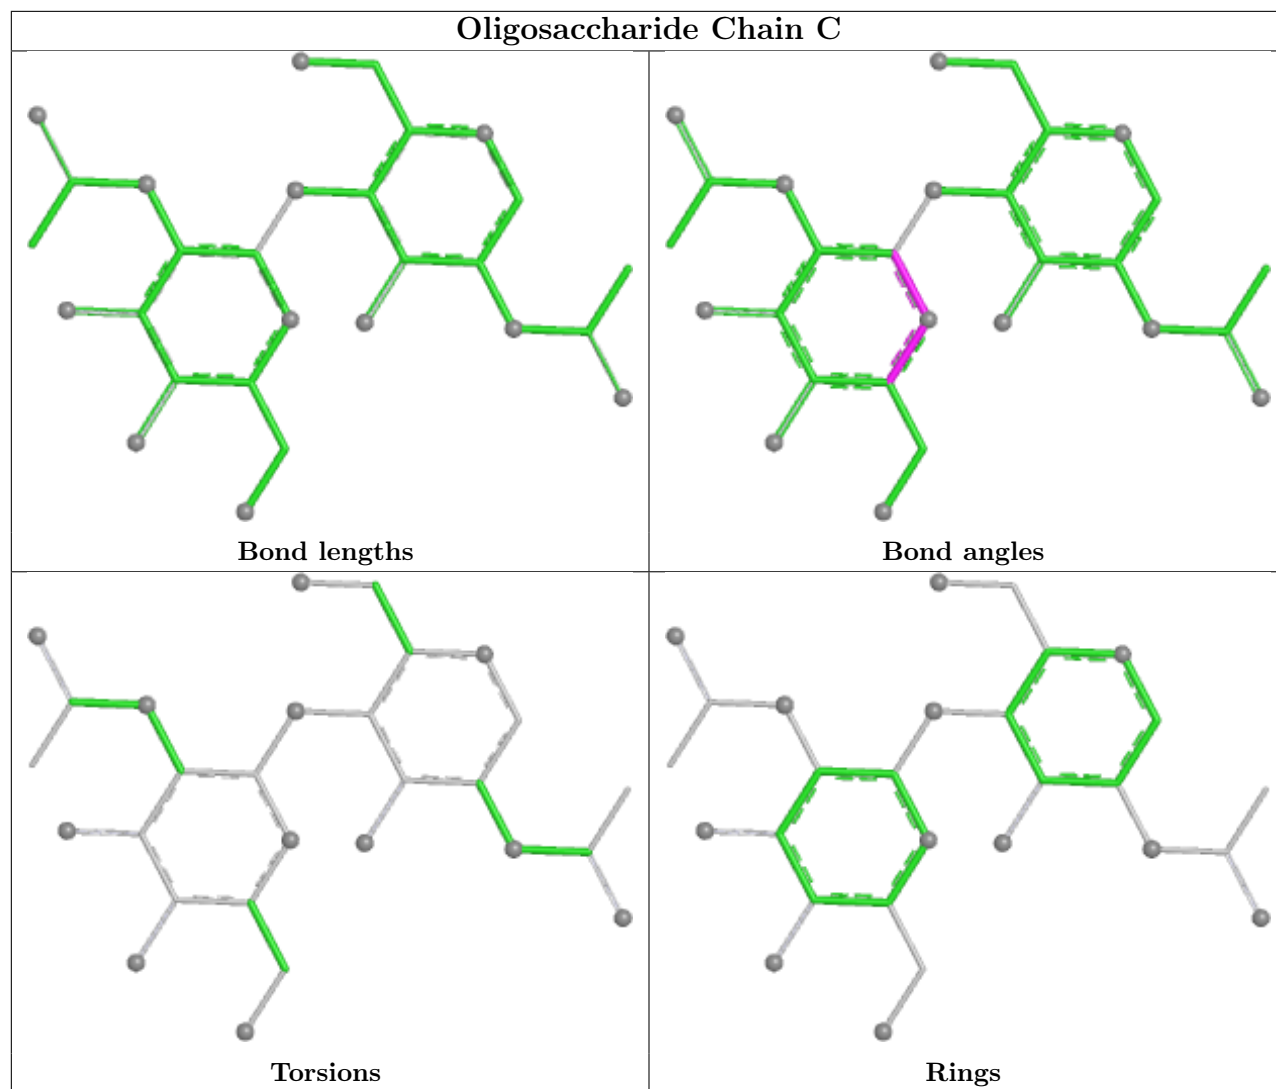 Oligosaccharide Chain C
Bond lengths
Bond angles
Torsions
Rings